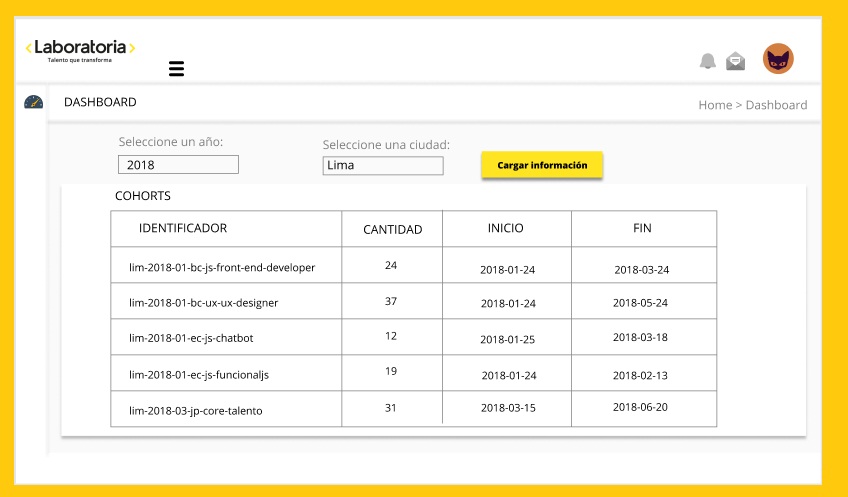 <Laboratoria>
Talento que transforma
DASHBOARD
Home > Dashboard
Seleccione un año:
Seleccione una ciudad:
2018
Lima
Cargar información
COHORTS
IDENTIFICADOR CANTIDAD INICIO FIN
lim-2018-01-bc-js-front-end-developer 24 2018-01-24 2018-03-24
lim-2018-01-bc-ux-ux-designer 37 2018-01-24 2018-05-24
lim-2018-01-ec-js-chatbot 12 2018-01-25 2018-03-18
lim-2018-01-ec-js-funcionaljs 19 2018-01-24 2018-02-13
lim-2018-03-jp-core-talento 31 2018-03-15 2018-06-20